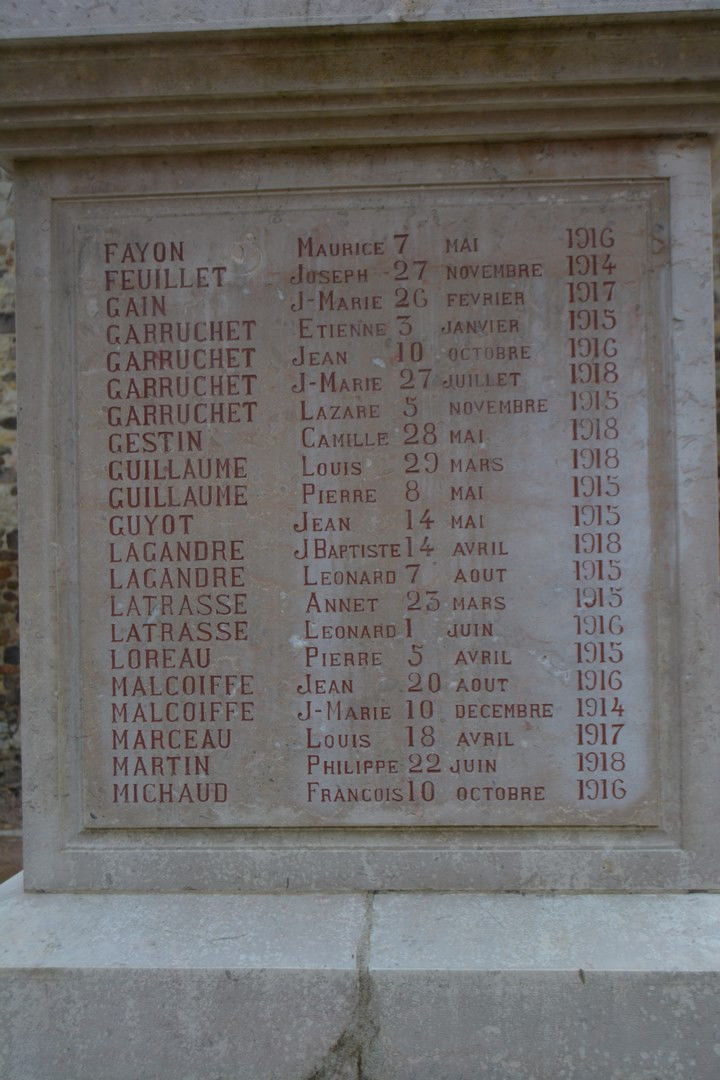 FAYON MAURICE 7 MAI 1916
FEUILLET JOSEPH 27 NOVEMBRE 1914
GAIN J-MARIE 26 FEVRIER 1917
GARRUCHET ETIENNE 3 JANVIER 1915
GARRUCHET JEAN 10 OCTOBRE 1916
GARRUCHET J-MARIE 27 JUILLET 1918
GARRUCHET LAZARE 5 NOVEMBRE 1915
GESTIN CAMILLE 28 MAI 1918
GUILLAUME LOUIS 29 MARS 1918
GUILLAUME PIERRE 8 MAI 1915
GUYOT JEAN 14 MAI 1915
LAGANDRE J BAPTISTE 14 AVRIL 1918
LAGANDRE LEONARD 7 AOUT 1915
LATRASSE ANNET 23 MARS 1915
LATRASSE LEONARD 1 JUIN 1916
LOREAU PIERRE 5 AVRIL 1915
MALCOIFFE JEAN 20 AOUT 1916
MALCOIFFE J-MARIE 10 DECEMBRE 1914
MARCEAU LOUIS 18 AVRIL 1917
MARTIN PHILIPPE 22 JUIN 1918
MICHAUD FRANCOIS 10 OCTOBRE 1916